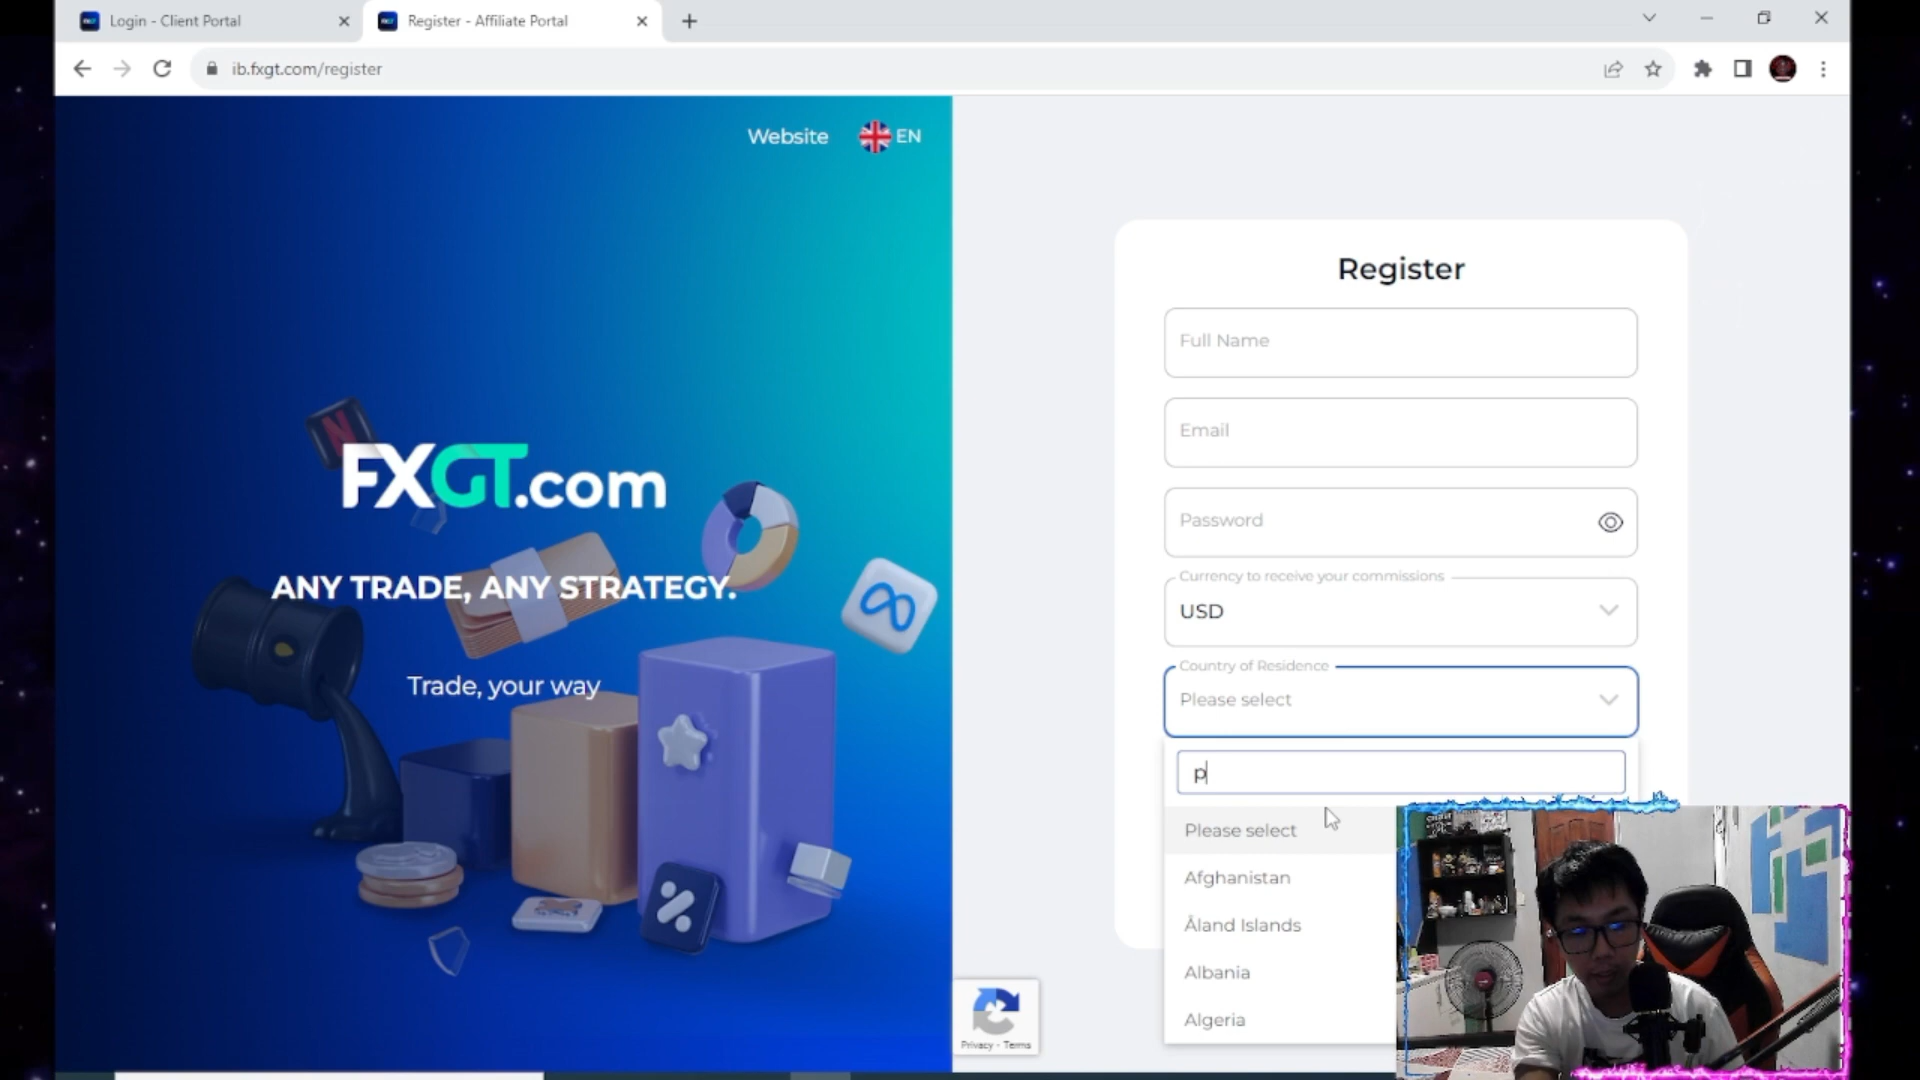 Login - Client Portal
Register - Affiliate Portal
ib.fxgt.com/register
Website
EN
FXGT.com
ANY TRADE, ANY STRATEGY.
Trade, your way
Register
Full Name
Email
Password
Currency to receive your commissions
USD
Country of Residence
Please select
p
Please select
Afghanistan
Åland Islands
Albania
Algeria
Privacy - Terms